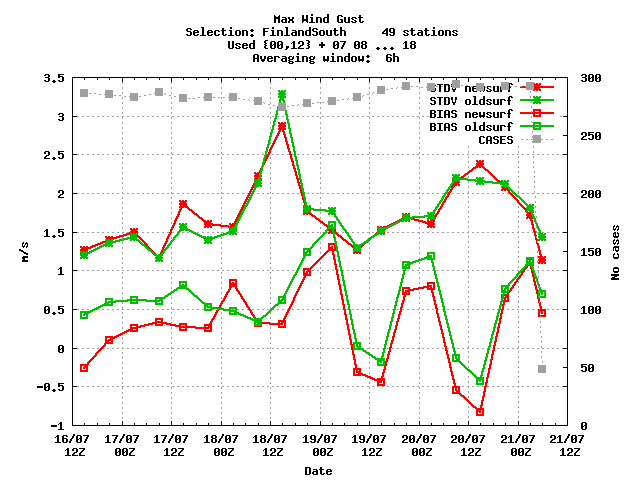 Max Wind Gust
Selection: FinlandSouth     49 stations
Used {00,12} + 07 08 ... 18
Averaging window:  6h
3.5
3
2.5
2
1.5
1
0.5
0
-0.5
-1
m/s
300
250
200
150
100
50
0
No cases
STDV newsurf
STDV oldsurf
BIAS newsurf
BIAS oldsurf
CASES
16/07 17/07 17/07 18/07 18/07 19/07 19/07 20/07 20/07 21/07 21/07
12Z 00Z 12Z 00Z 12Z 00Z 12Z 00Z 12Z 00Z 12Z
Date